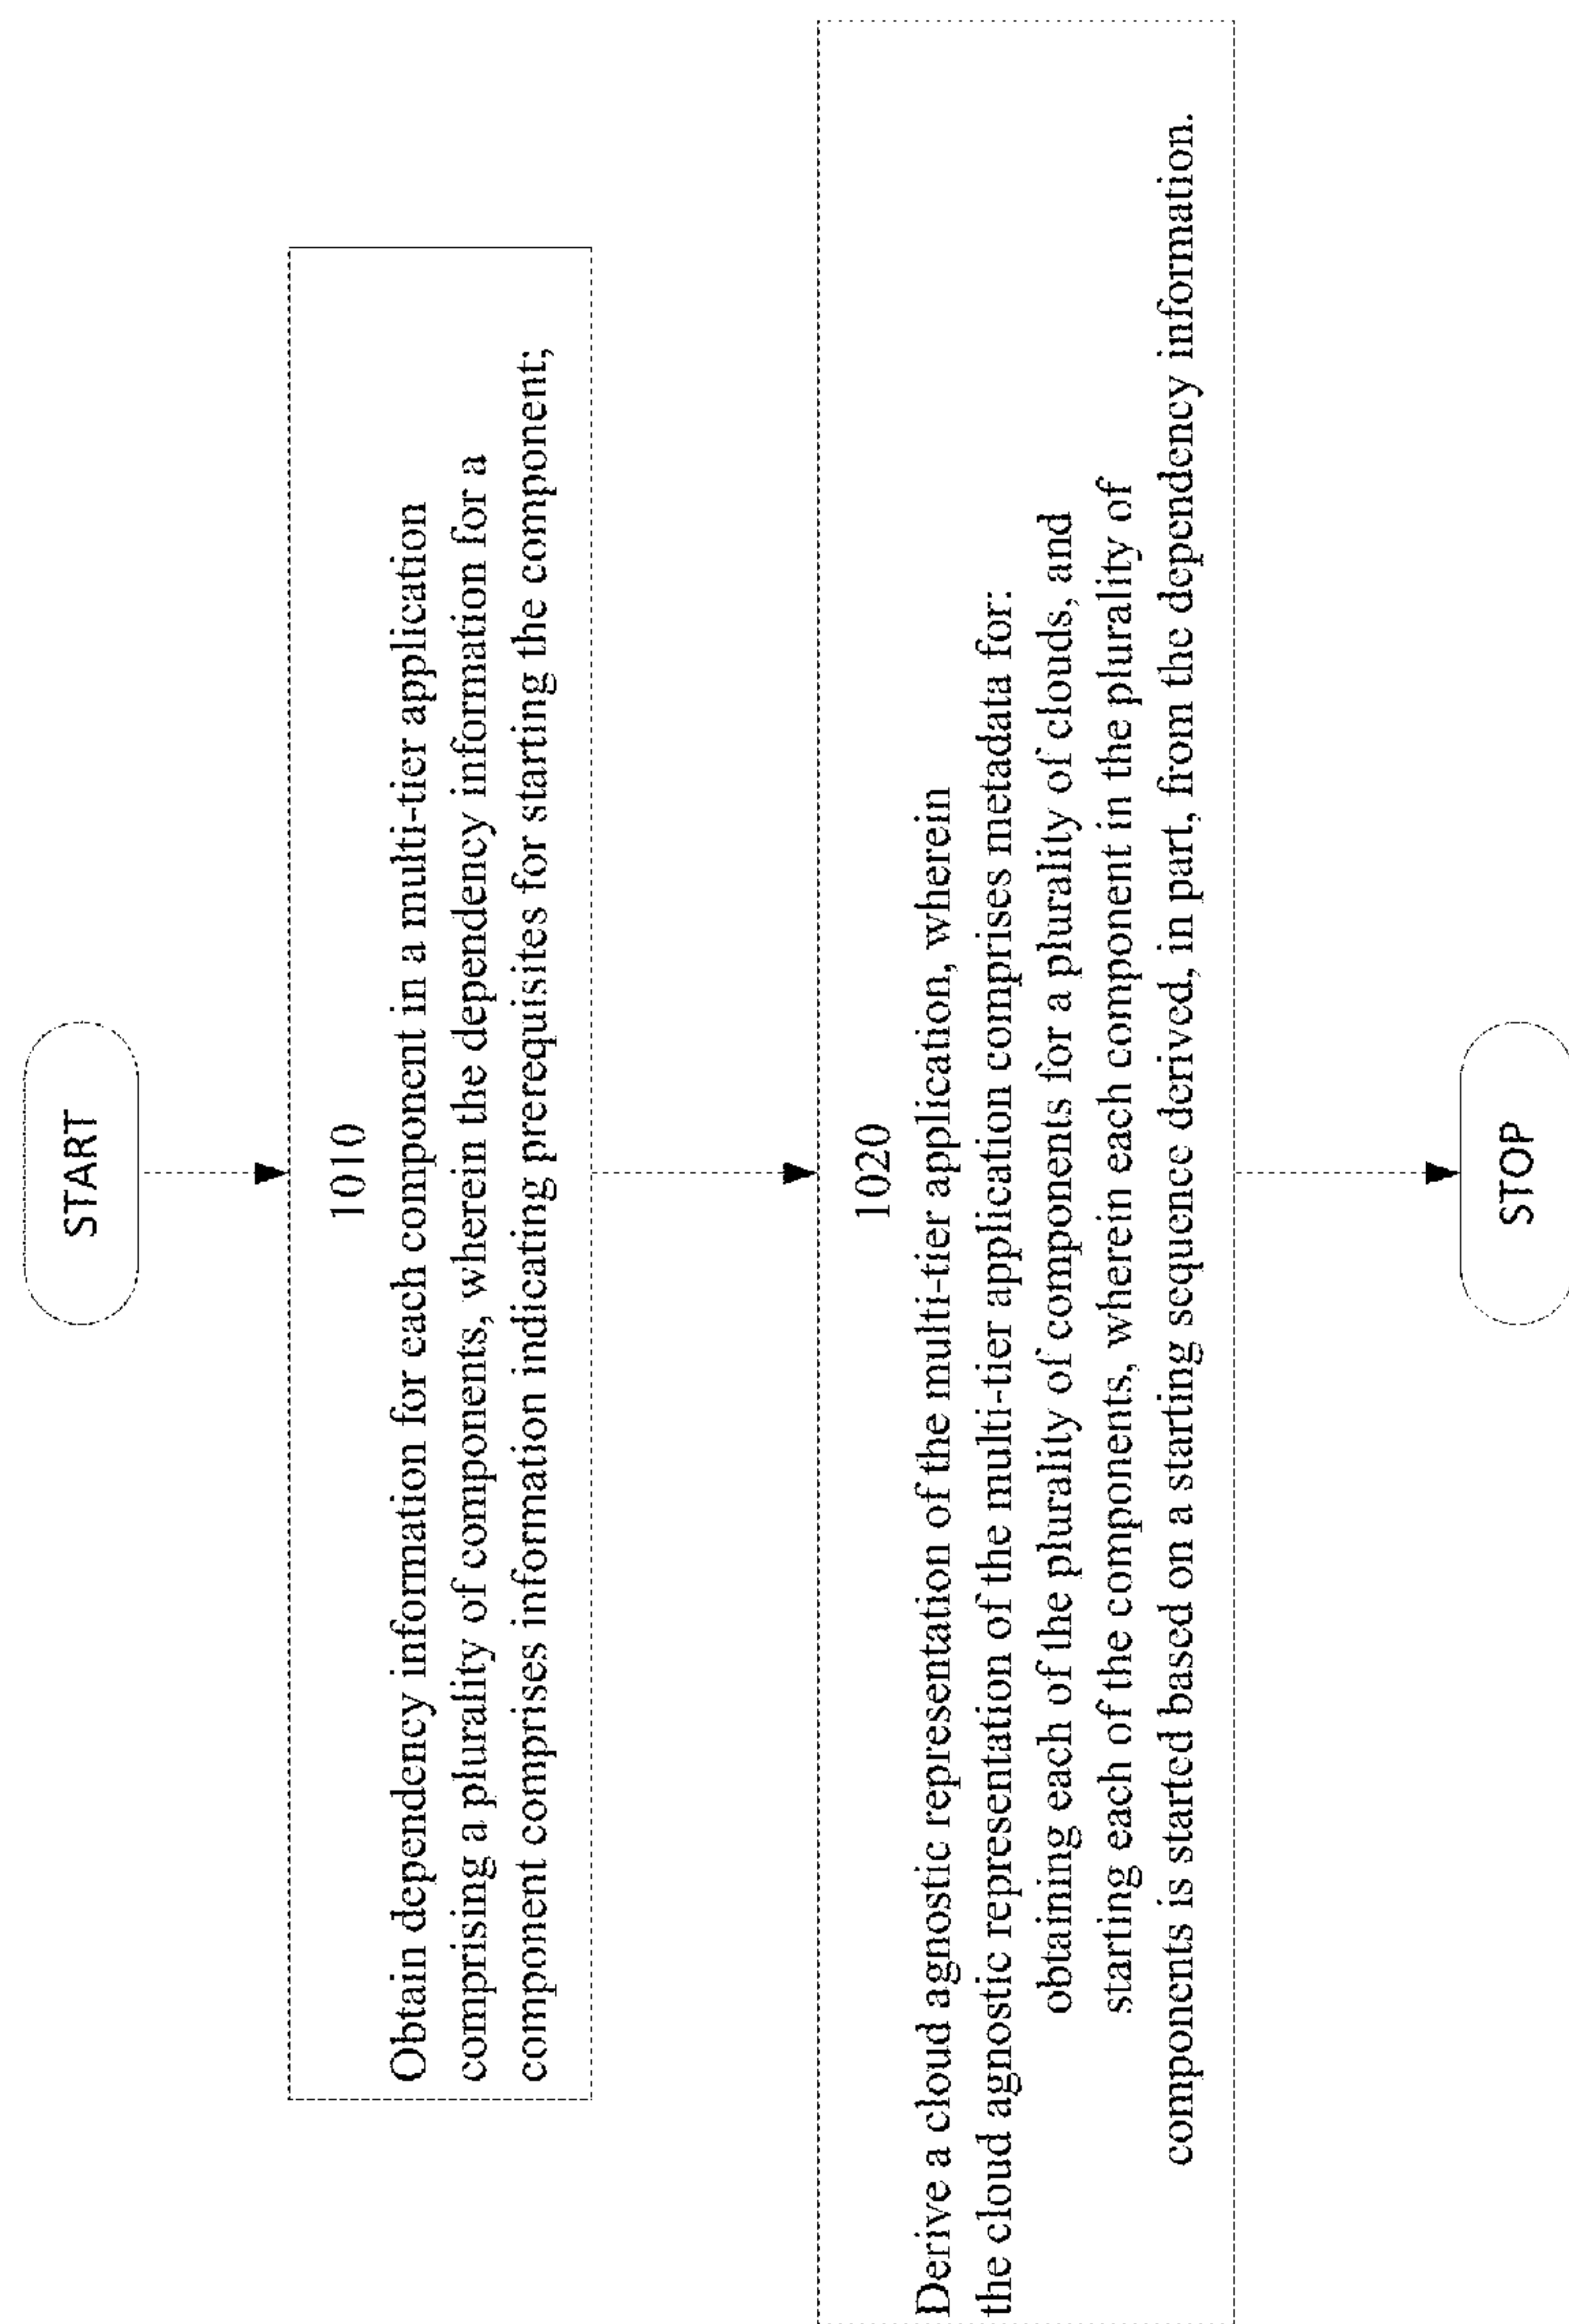 START
1010
Obtain dependency information for each component in a multi-tier application
comprising a plurality of components, wherein the dependency information for a
component comprises information indicating prerequisites for starting the component;
1020
Derive a cloud agnostic representation of the multi-tier application, wherein
the cloud agnostic representation of the multi-tier application comprises metadata for:
obtaining each of the plurality of components for a plurality of clouds, and
starting each of the components, wherein each component in the plurality of
components is started based on a starting sequence derived, in part, from the dependency information.
STOP